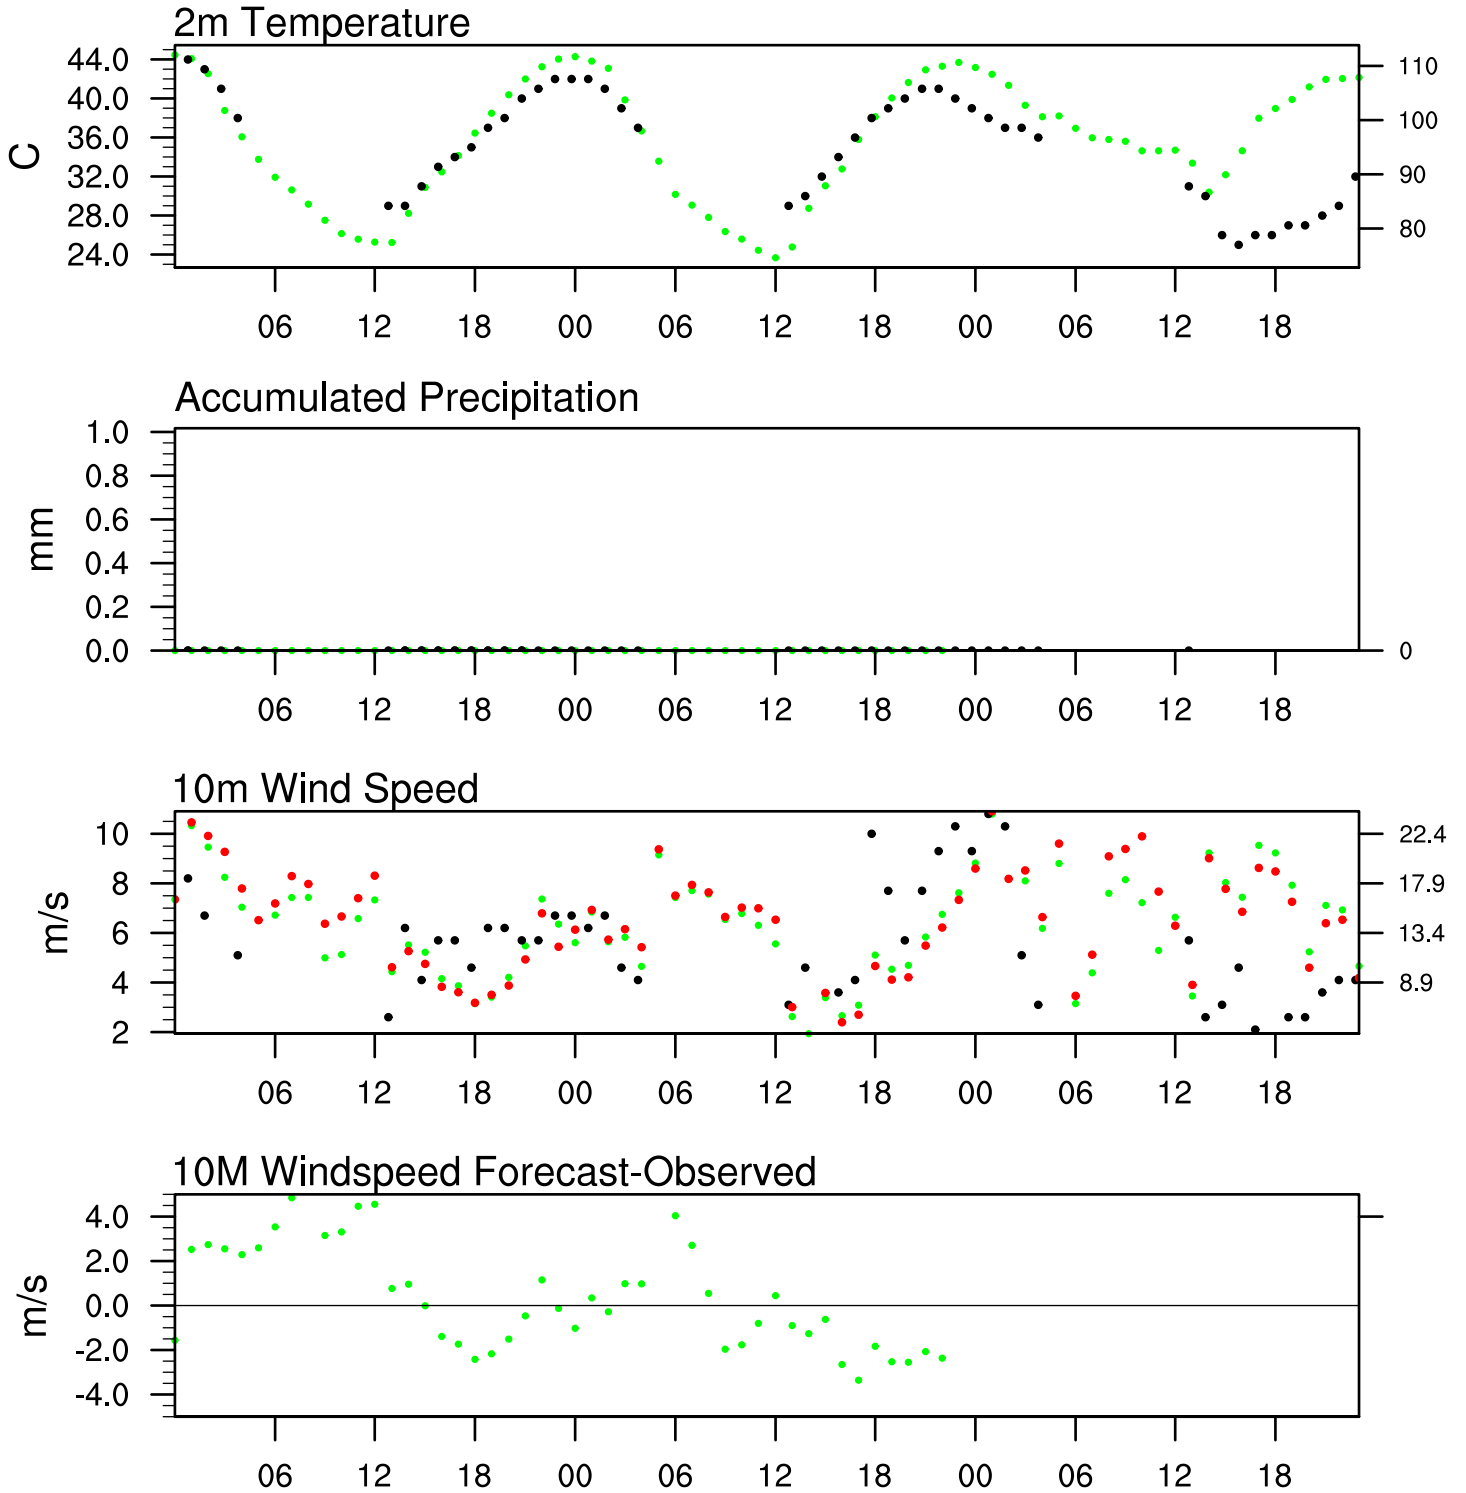 2m Temperature
44.0
40.0
36.0
32.0
28.0
24.0
C
110
100
90
80
06 12 18 00 06 12 18 00 06 12 18
Accumulated Precipitation
1.0
0.8
0.6
0.4
0.2
0.0
mm
0
06 12 18 00 06 12 18 00 06 12 18
10m Wind Speed
10
8
6
4
2
m/s
22.4
17.9
13.4
8.9
06 12 18 00 06 12 18 00 06 12 18
10M Windspeed Forecast-Observed
4.0
2.0
0.0
-2.0
-4.0
m/s
06 12 18 00 06 12 18 00 06 12 18